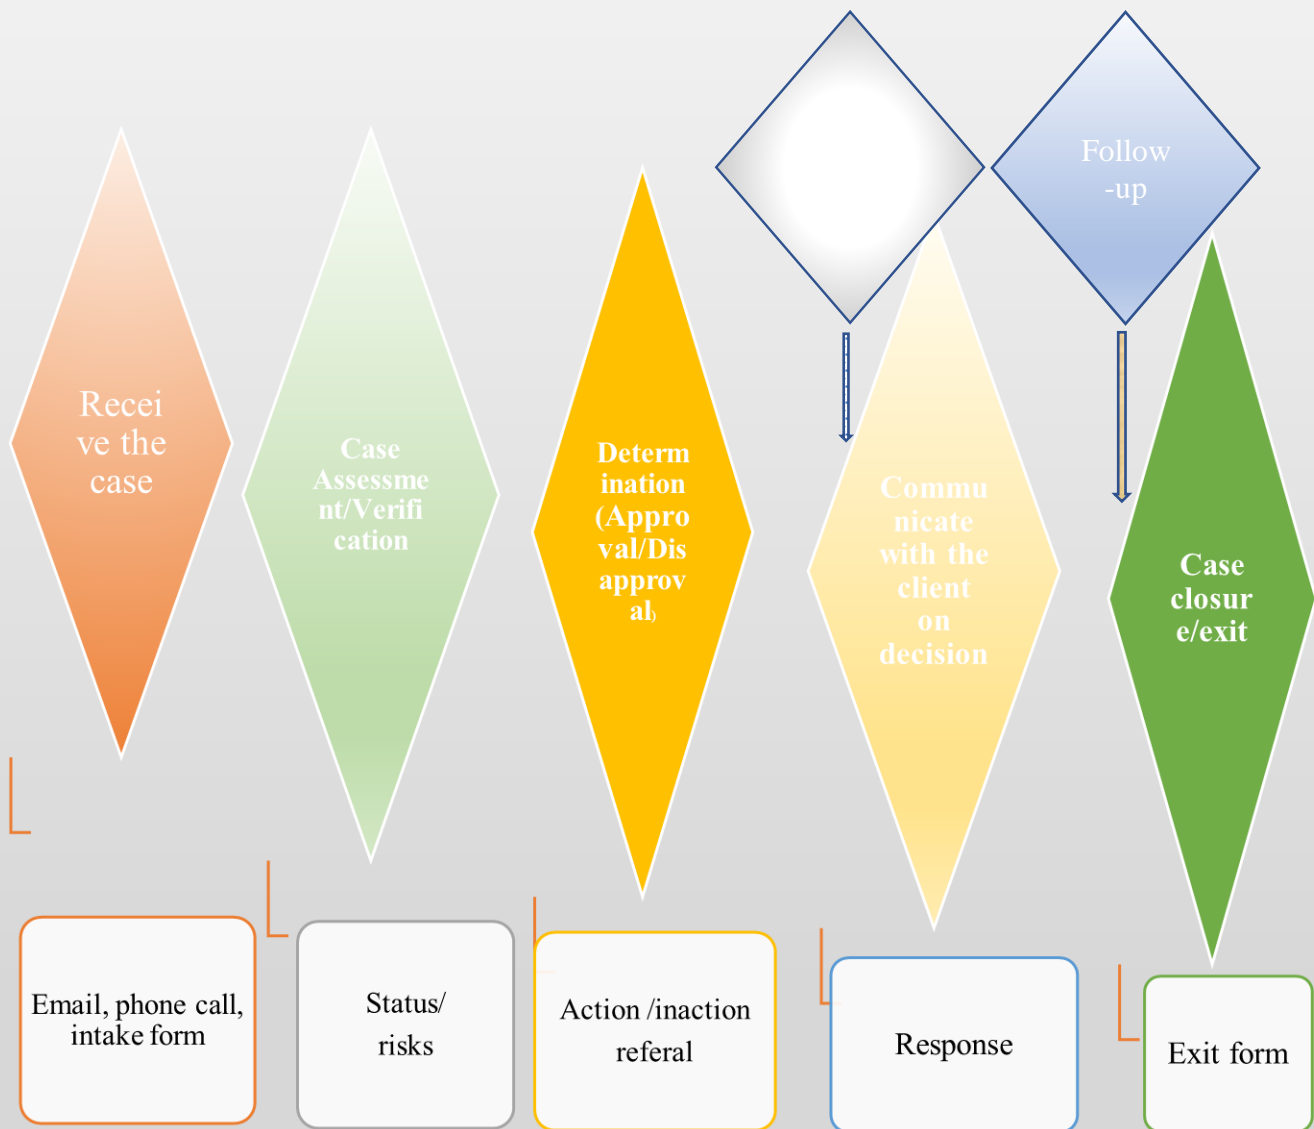 Follow
-up
Recei
ve the
case
Case
Assessme
nt/Verifi
cation
Determ
ination
(Appro
val/Dis
approv
al)
Commu
nicate
with the
client
on
decision
Case
closur
e/exit
Email, phone call,
intake form
Status/
risks
Action /inaction
referal
Response
Exit form